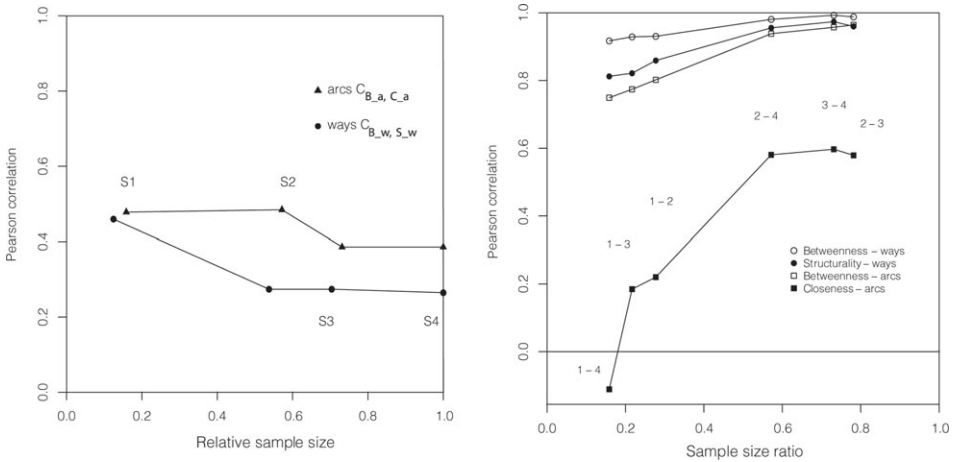 Pearson correlation
1.0
0.8
0.6
0.4
0.2
0.0
arcs C_B_a, C_a
ways C_B_w, S_w
S1
S2
S3
S4
0.0 0.2 0.4 0.6 0.8 1.0
Relative sample size
Pearson correlation
1.0
0.8
0.6
0.4
0.2
0.0
2 – 4
3 – 4
2 – 3
1 – 2
1 – 3
1 – 4
Betweenness – ways
Structurality – ways
Betweenness – arcs
Closeness – arcs
0.0 0.2 0.4 0.6 0.8 1.0
Sample size ratio